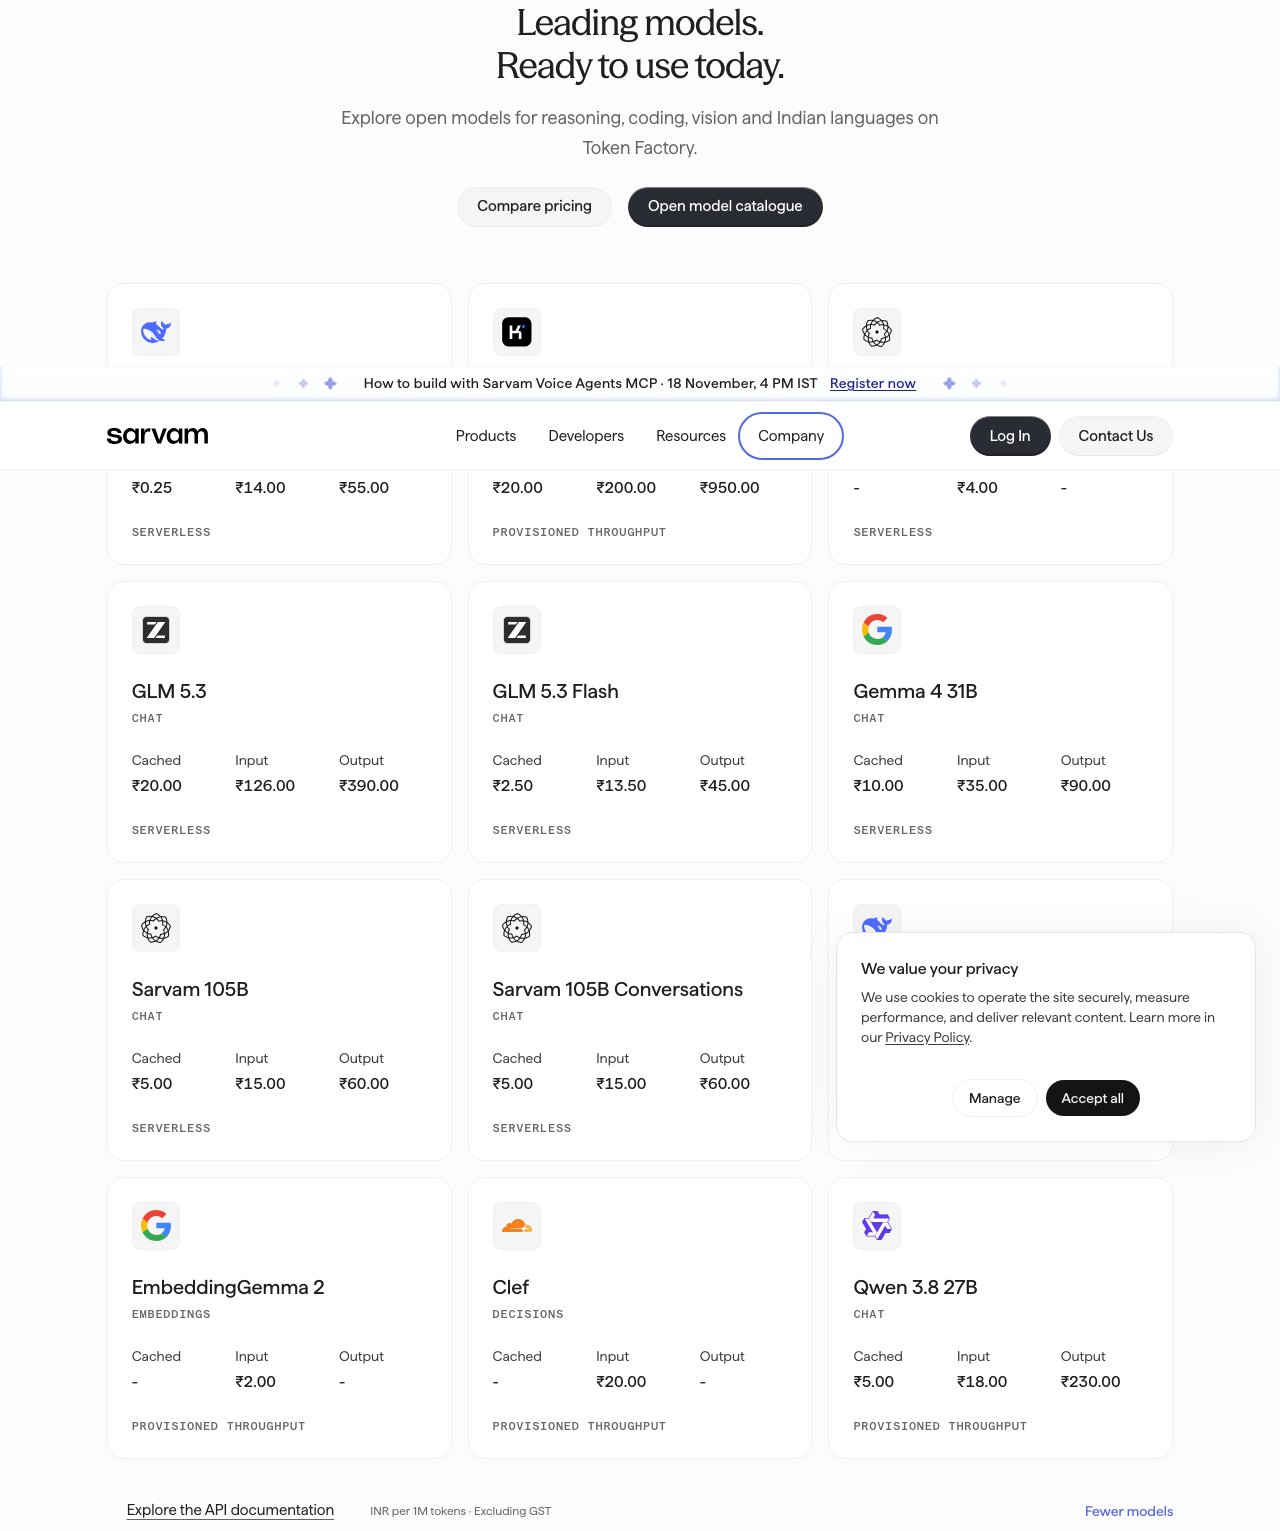 Leading models.
Ready to use today.
Explore open models for reasoning, coding, vision and Indian languages on
Token Factory.
Compare pricing
Open model catalogue
How to build with Sarvam Voice Agents MCP · 18 November, 4 PM IST Register now
sarvam
Products Developers Resources Company
Log In Contact Us
₹0.25 ₹14.00 ₹55.00
SERVERLESS
₹20.00 ₹200.00 ₹950.00
PROVISIONED THROUGHPUT
- ₹4.00 -
SERVERLESS
GLM 5.3
CHAT
Cached Input Output
₹20.00 ₹126.00 ₹390.00
SERVERLESS
GLM 5.3 Flash
CHAT
Cached Input Output
₹2.50 ₹13.50 ₹45.00
SERVERLESS
Gemma 4 31B
CHAT
Cached Input Output
₹10.00 ₹35.00 ₹90.00
SERVERLESS
Sarvam 105B
CHAT
Cached Input Output
₹5.00 ₹15.00 ₹60.00
SERVERLESS
Sarvam 105B Conversations
CHAT
Cached Input Output
₹5.00 ₹15.00 ₹60.00
SERVERLESS
We value your privacy
We use cookies to operate the site securely, measure
performance, and deliver relevant content. Learn more in
our Privacy Policy.
Manage
Accept all
EmbeddingGemma 2
EMBEDDINGS
Cached Input Output
- ₹2.00 -
PROVISIONED THROUGHPUT
Clef
DECISIONS
Cached Input Output
- ₹20.00 -
PROVISIONED THROUGHPUT
Qwen 3.8 27B
CHAT
Cached Input Output
₹5.00 ₹18.00 ₹230.00
PROVISIONED THROUGHPUT
Explore the API documentation
INR per 1M tokens · Excluding GST
Fewer models